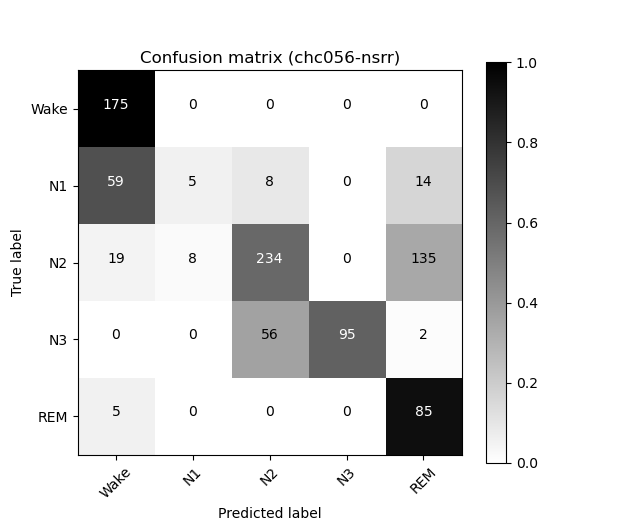 Confusion matrix (chc056-nsrr)
True label
Wake 175 0 0 0 0
N1 59 5 8 0 14
N2 19 8 234 0 135
N3 0 0 56 95 2
REM 5 0 0 0 85
Wake N1 N2 N3 REM
Predicted label
1.0
0.8
0.6
0.4
0.2
0.0